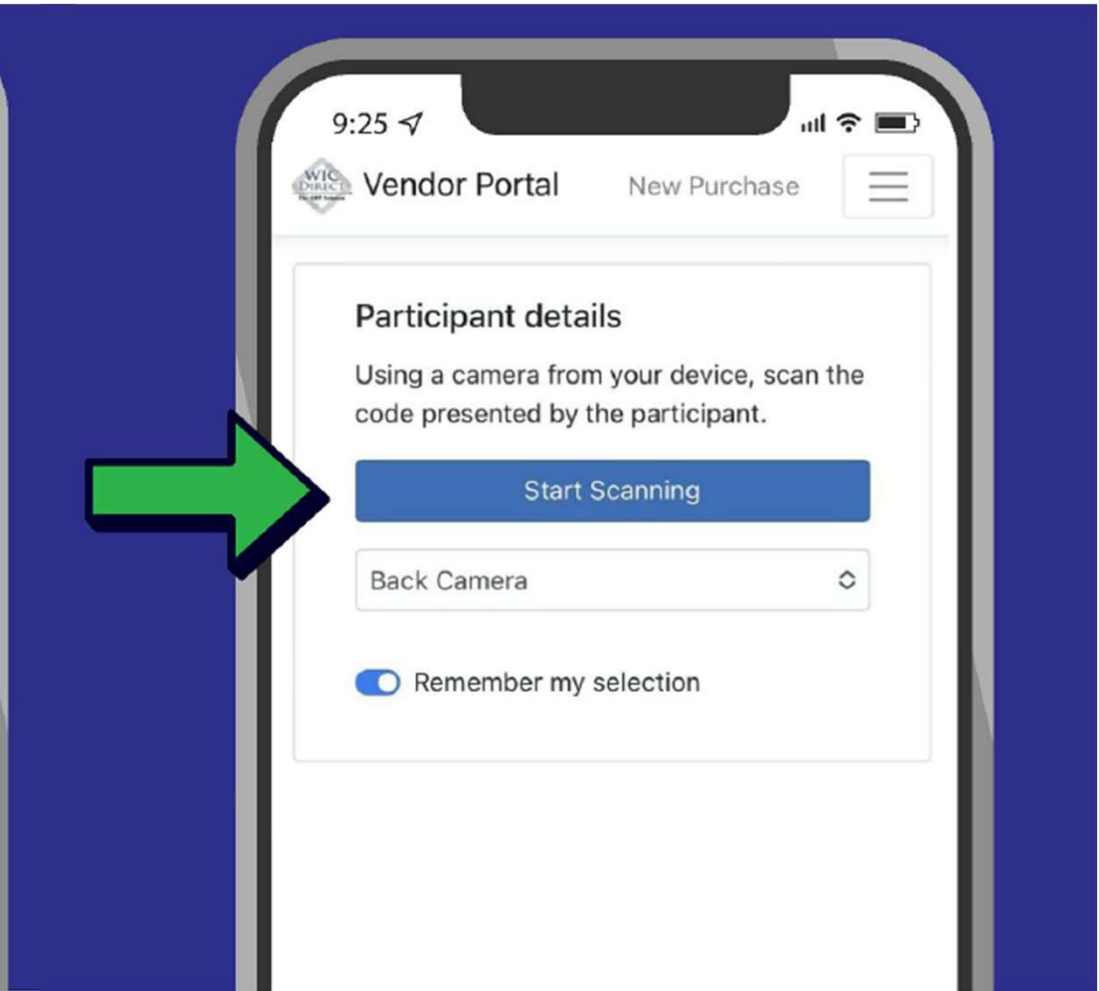 9:25
WIC
DIRECT
Vendor Portal
New Purchase
Participant details
Using a camera from your device, scan the
code presented by the participant.
Start Scanning
Back Camera
Remember my selection